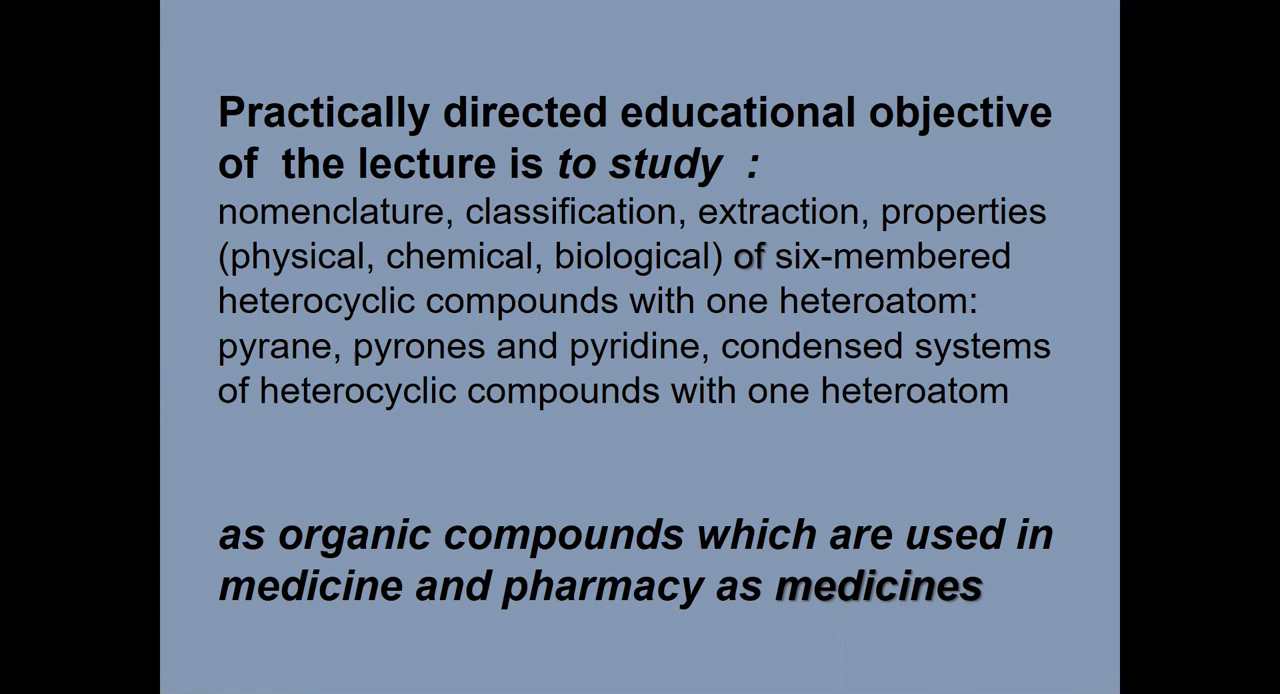 Practically directed educational objective
of the lecture is to study :
nomenclature, classification, extraction, properties
(physical, chemical, biological) of six-membered
heterocyclic compounds with one heteroatom:
pyrane, pyrones and pyridine, condensed systems
of heterocyclic compounds with one heteroatom
as organic compounds which are used in
medicine and pharmacy as medicines